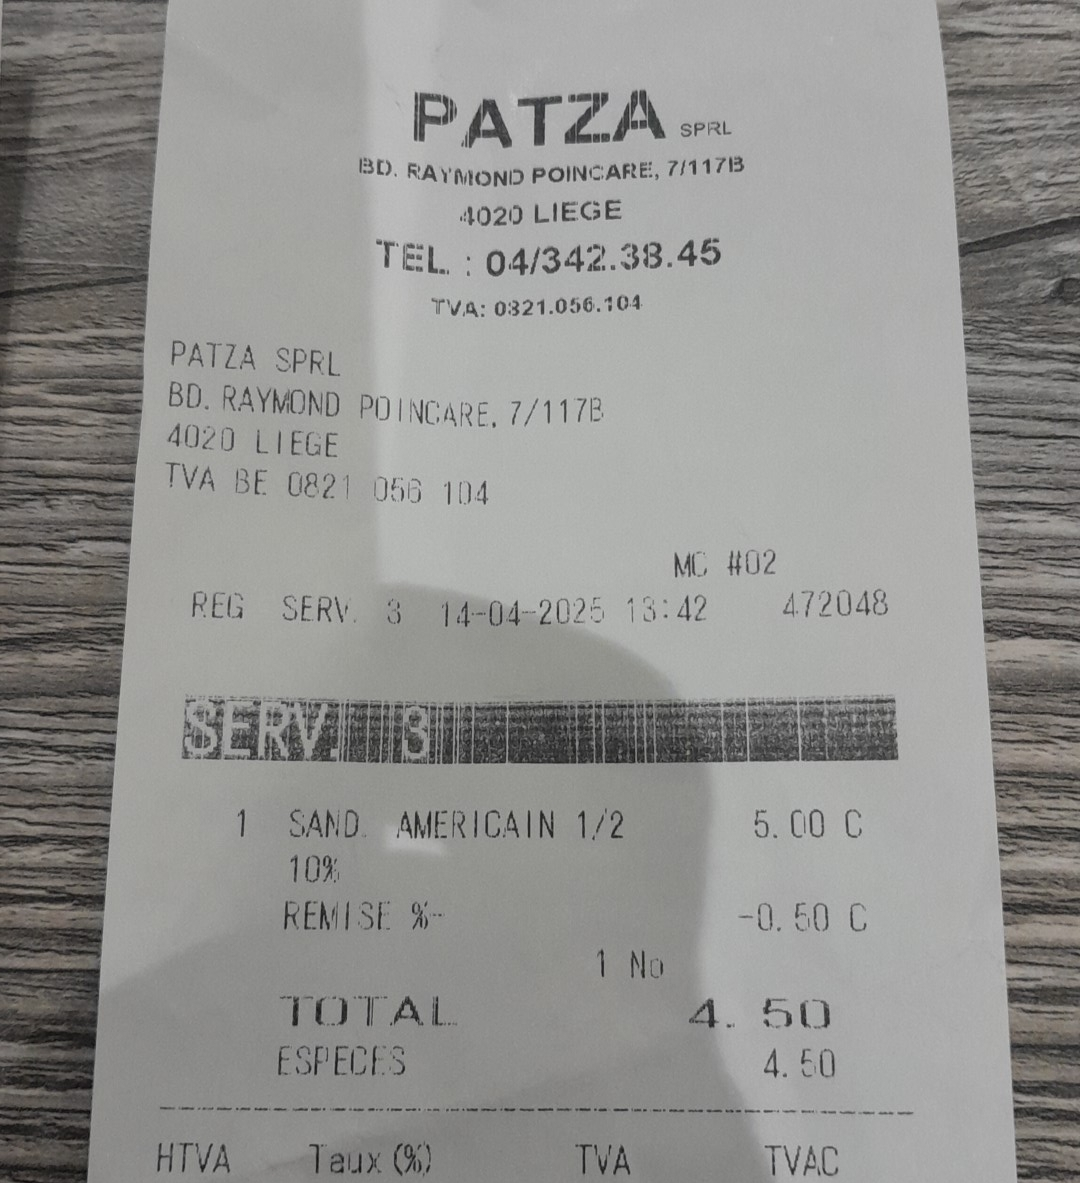 PATZA SPRL
BD. RAYMOND POINCARE, 7/117B
4020 LIEGE
TEL. : 04/342.38.45
TVA: 0821.056.104
PATZA SPRL
BD. RAYMOND POINCARE, 7/117B
4020 LIEGE
TVA BE 0821 056 104
MC #02
REG SERV. 3 14-04-2025 13:42 472048
SERV. 3
1 SAND. AMERICAIN 1/2 5.00 C
10%
REMISE %- -0.50 C
1 No
TOTAL 4.50
ESPECES 4.50
HTVA Taux (%) TVA TVAC